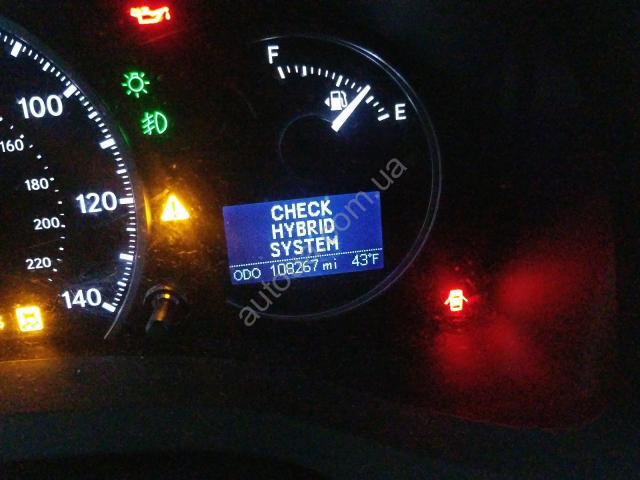 F
E
100
160
180
120
200
220
140
CHECK
HYBRID
SYSTEM
ODO 108267 mi 43°F